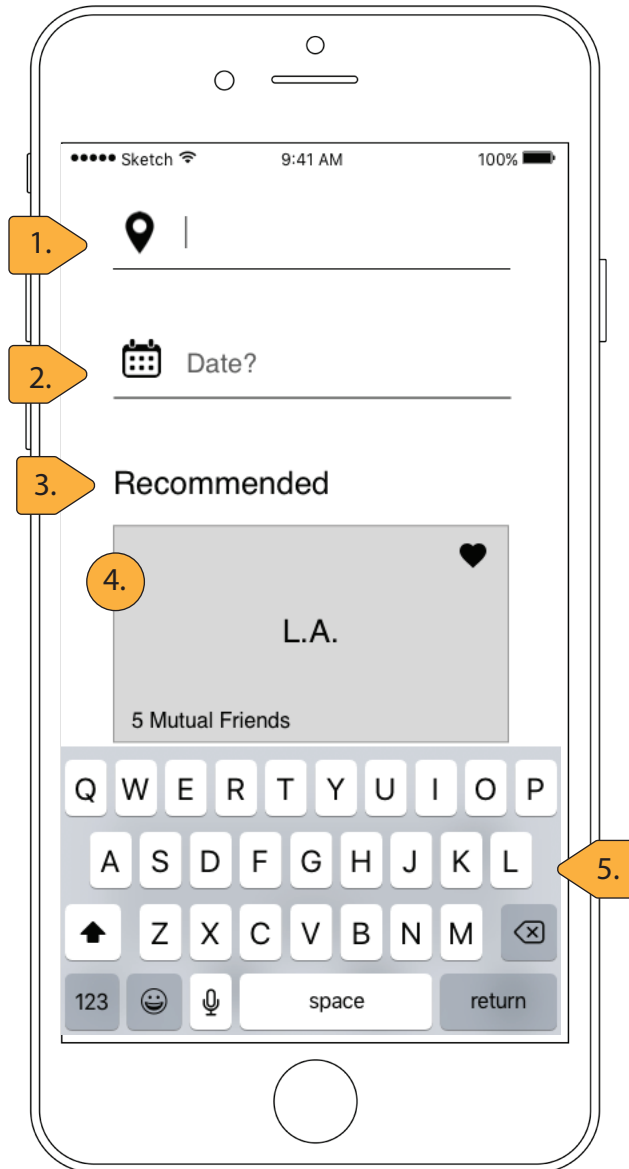 Sketch 9:41 AM 100%
1.
2. Date?
3. Recommended
4.
L.A.
5 Mutual Friends
Q W E R T Y U I O P
A S D F G H J K L
5.
Z X C V B N M
123 space return